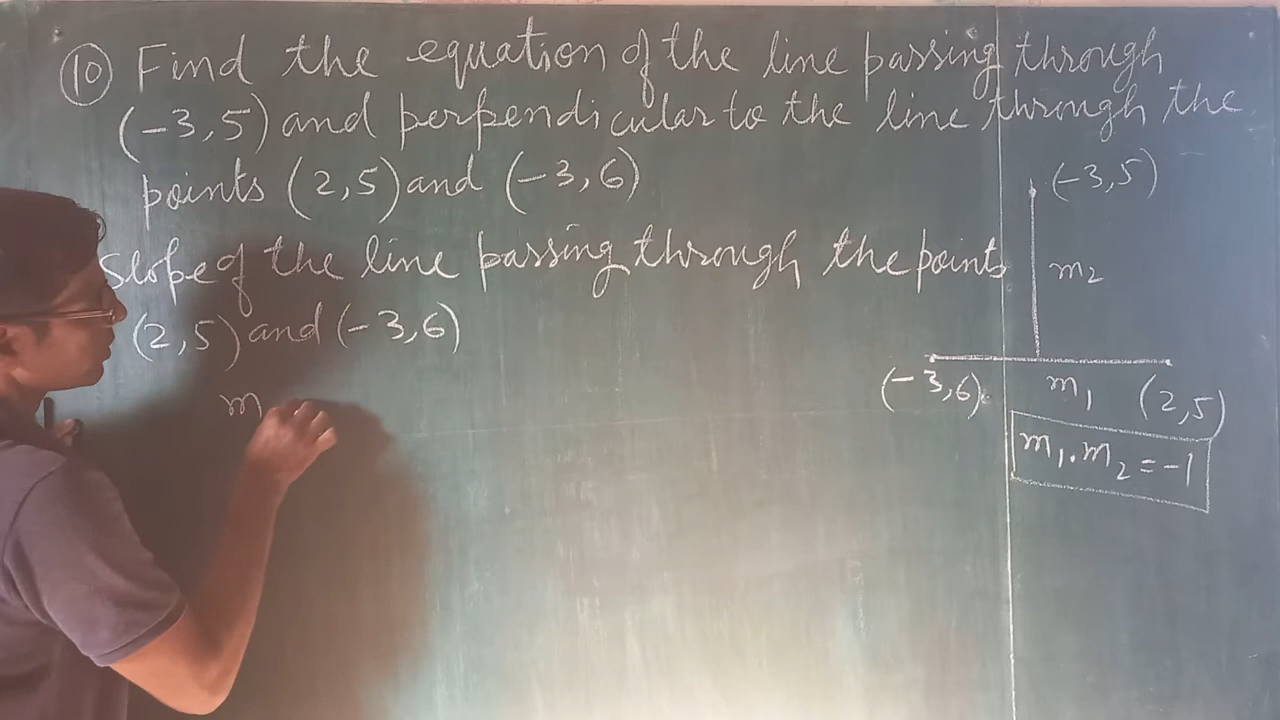 ⑩ Find the equation of the line passing through
(-3,5) and perpendicular to the line through the
points (2,5) and (-3,6)
(-3,5)
slope of the line passing through the points
m₂
(2,5) and (-3,6)
(-3,6) m₁ (2,5)
m
m₁.m₂ = -1